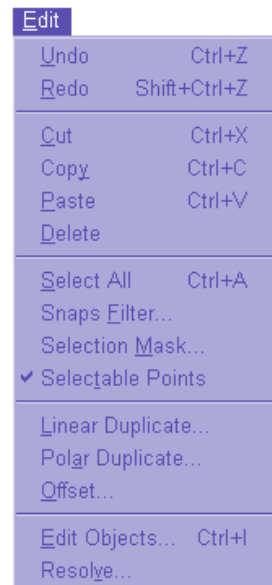 Edit
Undo Ctrl+Z
Redo Shift+Ctrl+Z
Cut Ctrl+X
Copy Ctrl+C
Paste Ctrl+V
Delete
Select All Ctrl+A
Snaps Filter...
Selection Mask...
✔ Selectable Points
Linear Duplicate...
Polar Duplicate...
Offset...
Edit Objects... Ctrl+I
Resolve...